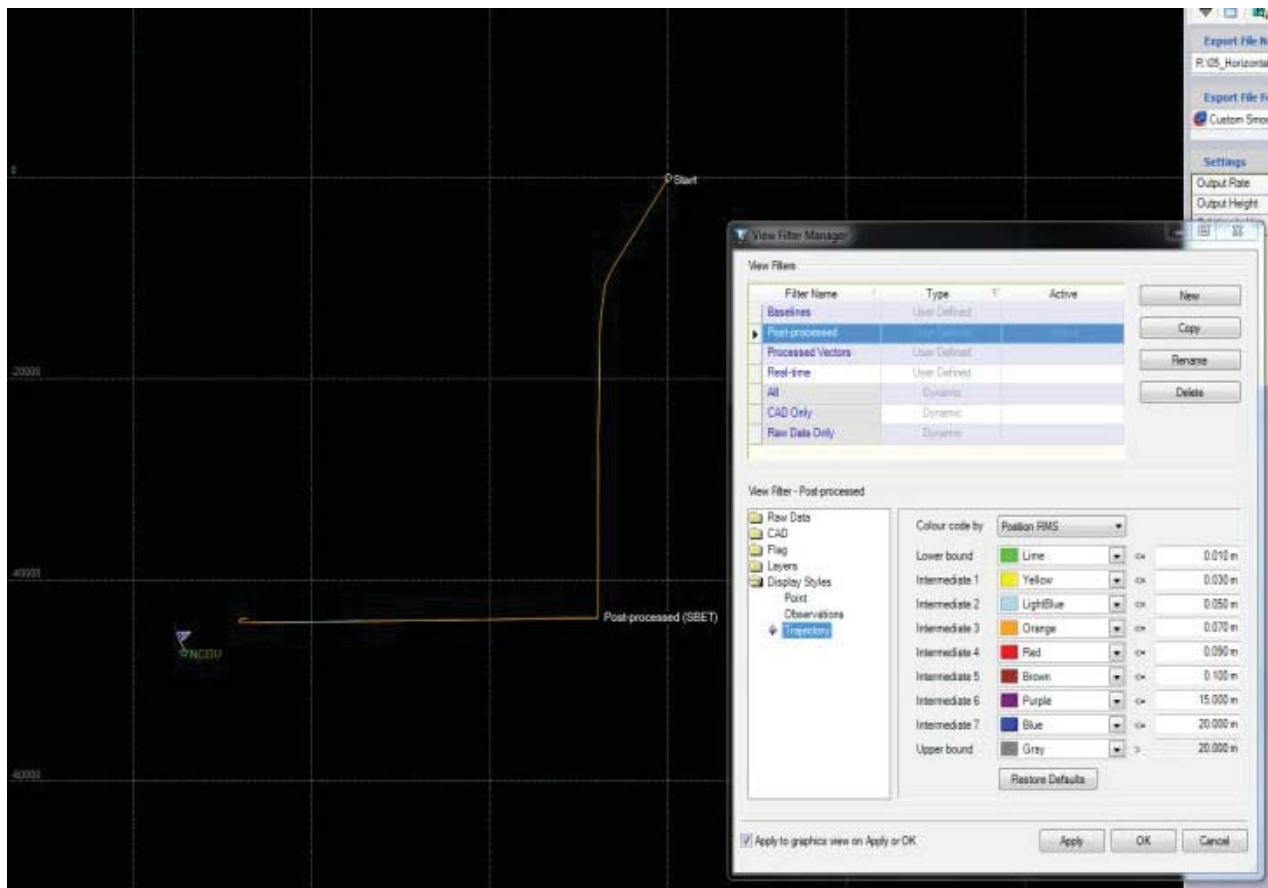 Export File N
R:\05_Horizontal
Export File Fo
Custom Smoo
Settings
Output Rate
Output Height
0
Start
-20000
-40000
Post-processed (SBET)
NCDU
-60000
View Filter Manager
View Filters
Filter Name Type Active
Baselines User Defined
Post-processed
Processed Vectors User Defined
Real-time User Defined
All Dynamic
CAD Only Dynamic
Raw Data Only Dynamic
New
Copy
Rename
Delete
View Filter - Post-processed
Raw Data
CAD
Flag
Layers
Display Styles
Point
Observations
Trajectory
Colour code by Position RMS
Lower bound Lime <= 0.010 m
Intermediate 1 Yellow <= 0.030 m
Intermediate 2 LightBlue <= 0.050 m
Intermediate 3 Orange <= 0.070 m
Intermediate 4 Red <= 0.090 m
Intermediate 5 Brown <= 0.100 m
Intermediate 6 Purple <= 15.000 m
Intermediate 7 Blue <= 20.000 m
Upper bound Gray > 20.000 m
Restore Defaults
Apply to graphics view on Apply or OK
Apply OK Cancel